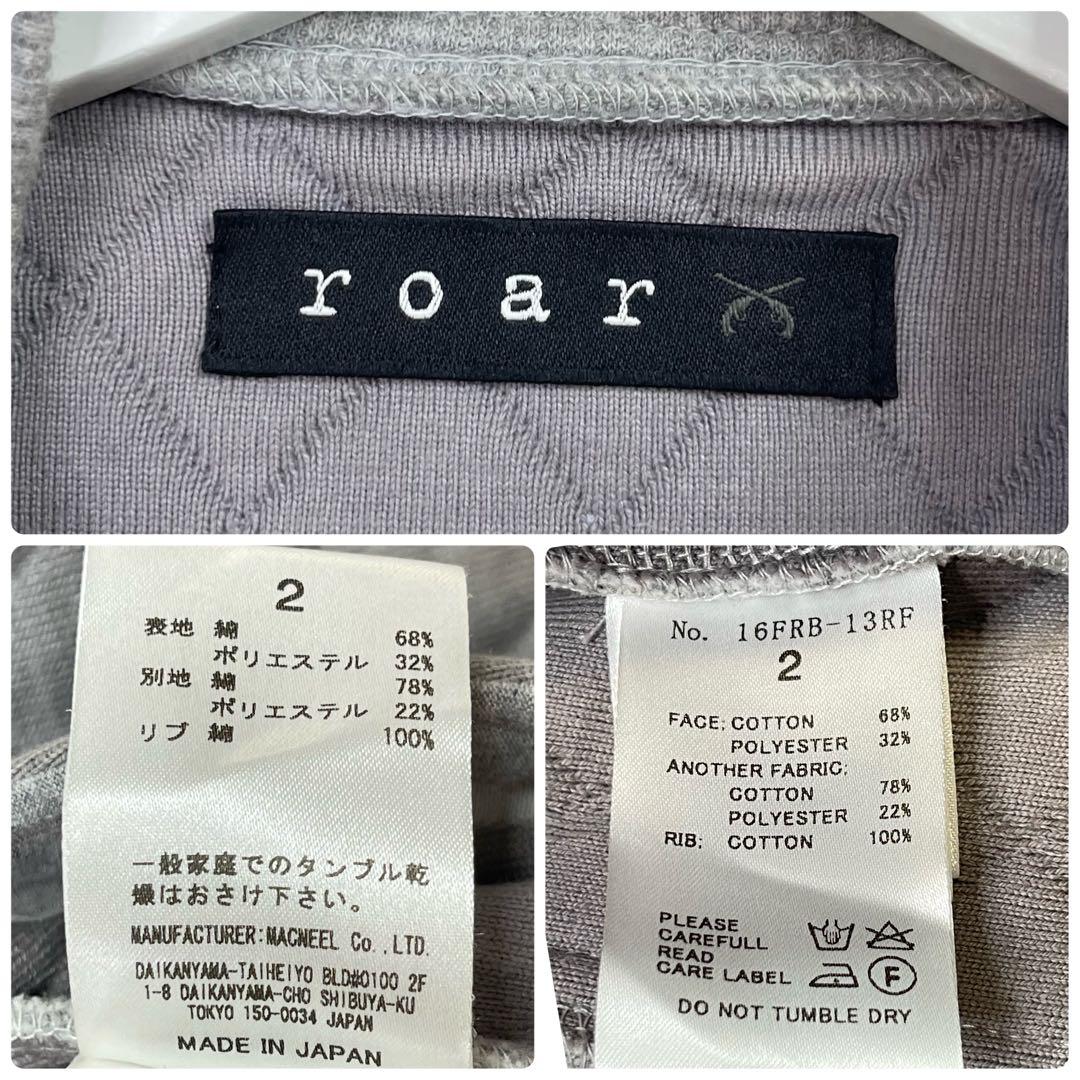 roar
2
表地 綿 68%
ポリエステル 32%
別地 綿 78%
ポリエステル 22%
リブ 綿 100%
一般家庭でのタンブル乾
燥はおさけ下さい。
MANUFACTURER:MACNEEL Co.,LTD.
DAIKANYAMA-TAIHEIYO BLD#0100 2F
1-8 DAIKANYAMA-CHO SHIBUYA-KU
TOKYO 150-0034 JAPAN
MADE IN JAPAN
No. 16FRB-13RF
2
FACE; COTTON 68%
POLYESTER 32%
ANOTHER FABRIC;
COTTON 78%
POLYESTER 22%
RIB; COTTON 100%
PLEASE
CAREFULL
READ
CARE LABEL
F
DO NOT TUMBLE DRY